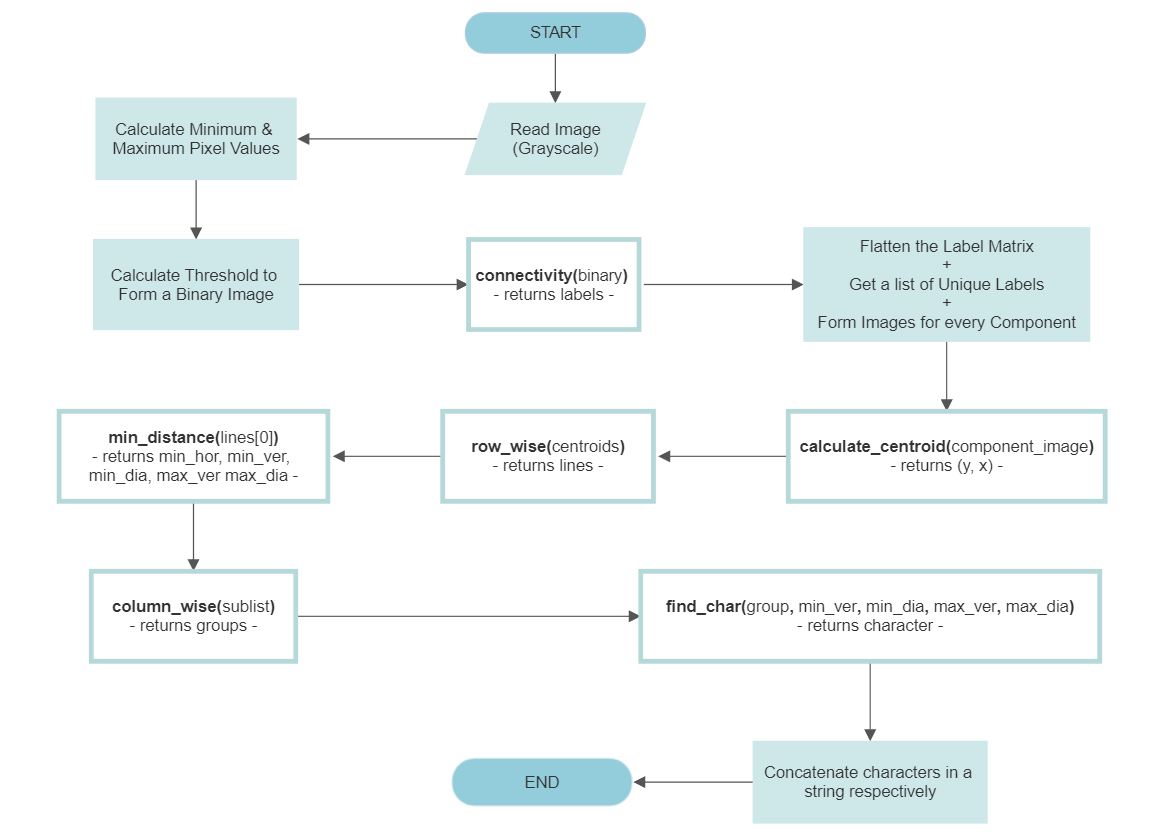 START
Read Image
(Grayscale)
Calculate Minimum &
Maximum Pixel Values
Calculate Threshold to
Form a Binary Image
connectivity(binary)
- returns labels -
Flatten the Label Matrix
+
Get a list of Unique Labels
+
Form Images for every Component
calculate_centroid(component_image)
- returns (y, x) -
row_wise(centroids)
- returns lines -
min_distance(lines[0])
- returns min_hor, min_ver,
min_dia, max_ver max_dia -
column_wise(sublist)
- returns groups -
find_char(group, min_ver, min_dia, max_ver, max_dia)
- returns character -
Concatenate characters in a
string respectively
END